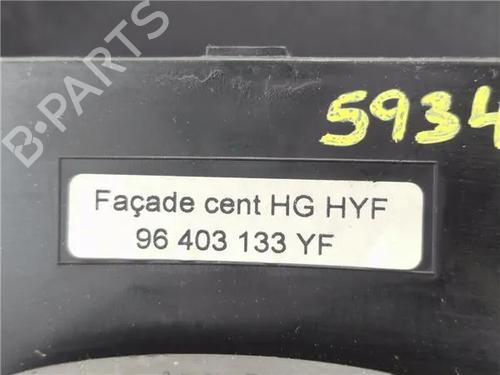 5934
Façade cent HG HYF
96 403 133 YF
B-PARTS